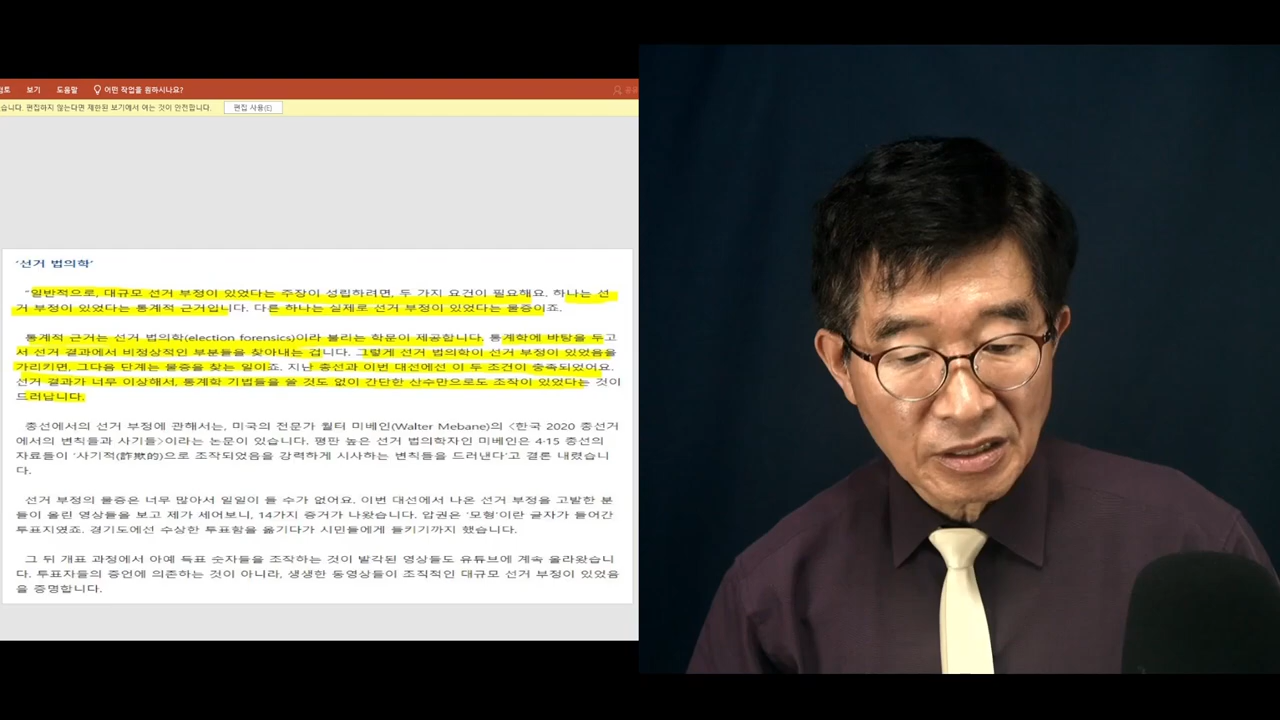 보기 도움말 어떤 작업을 원하시나요?
습니다. 편집하지 않는다면 제한된 보기에서 여는 것이 안전합니다. 편집 사용(E)
'선거 법의학'
"일반적으로, 대규모 선거 부정이 있었다는 주장이 성립하려면, 두 가지 요건이 필요해요. 하나는 선
거 부정이 있었다는 통계적 근거입니다. 다른 하나는 실제로 선거 부정이 있었다는 물증이죠.
통계적 근거는 선거 법의학(election forensics)이라 불리는 학문이 제공합니다. 통계학에 바탕을 두고
서 선거 결과에서 비정상적인 부분들을 찾아내는 겁니다. 그렇게 선거 법의학이 선거 부정이 있었음을
가리키면, 그다음 단계는 물증을 찾는 일이죠. 지난 총선과 이번 대선에선 이 두 조건이 충족되었어요.
선거 결과가 너무 이상해서, 통계학 기법들을 쓸 것도 없이 간단한 산수만으로도 조작이 있었다는 것이
드러납니다.
총선에서의 선거 부정에 관해서는, 미국의 전문가 월터 미베인(Walter Mebane)의 <한국 2020 총선거
에서의 변칙들과 사기들>이라는 논문이 있습니다. 평판 높은 선거 법의학자인 미베인은 4·15 총선의
자료들이 '사기적(詐欺的)으로 조작되었음을 강력하게 시사하는 변칙들을 드러낸다'고 결론 내렸습니
다.
선거 부정의 물증은 너무 많아서 일일이 들 수가 없어요. 이번 대선에서 나온 선거 부정을 고발한 분
들이 올린 영상들을 보고 제가 세어보니, 14가지 증거가 나왔습니다. 압권은 '모형'이란 글자가 들어간
투표지였죠. 경기도에선 수상한 투표함을 옮기다가 시민들에게 들키기까지 했습니다.
그 뒤 개표 과정에서 아예 득표 숫자들을 조작하는 것이 발각된 영상들도 유튜브에 계속 올라왔습니
다. 투표자들의 증언에 의존하는 것이 아니라, 생생한 동영상들이 조직적인 대규모 선거 부정이 있었음
을 증명합니다.